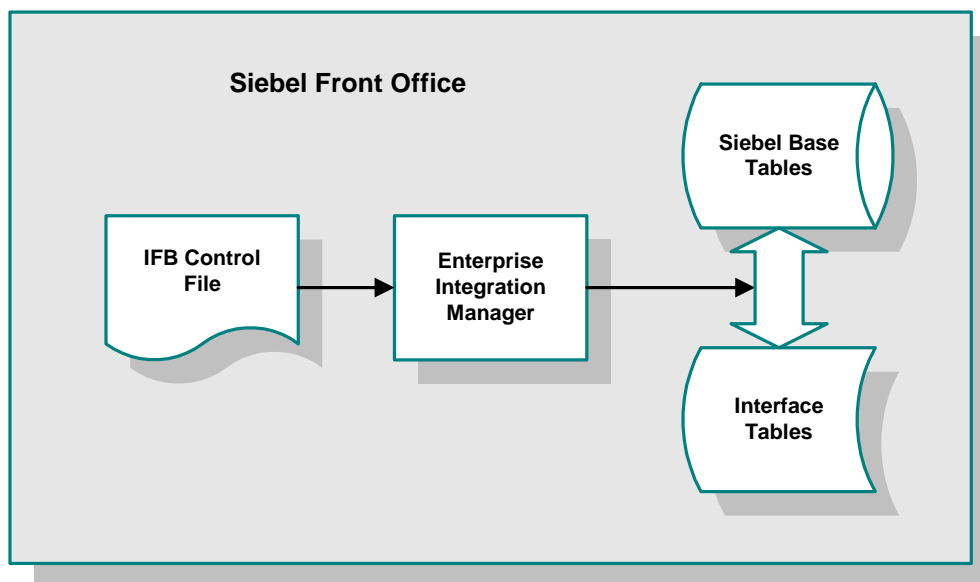 Siebel Front Office
Siebel Base
Tables
IFB Control
File
Enterprise
Integration
Manager
Interface
Tables